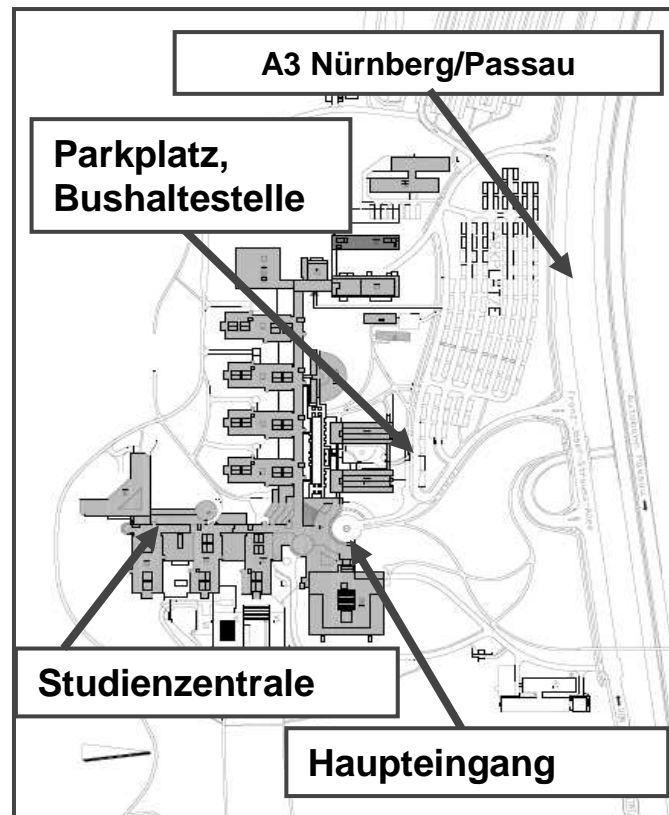 A3 Nürnberg/Passau
Parkplatz,
Bushaltestelle
Studienzentrale
Haupteingang